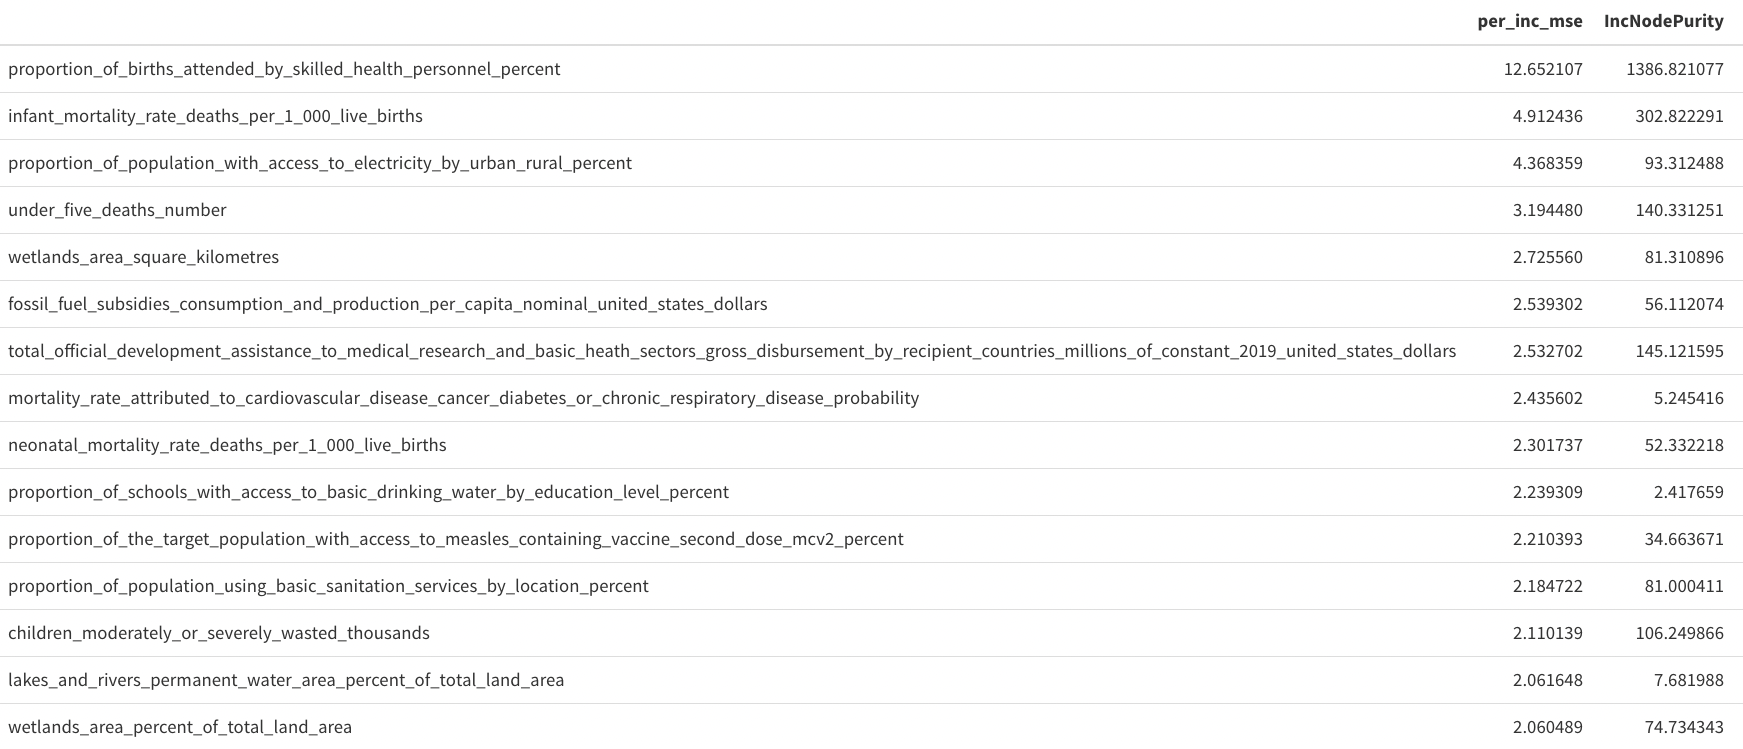 per_inc_mse IncNodePurity
proportion_of_births_attended_by_skilled_health_personnel_percent 12.652107 1386.821077
infant_mortality_rate_deaths_per_1_000_live_births 4.912436 302.822291
proportion_of_population_with_access_to_electricity_by_urban_rural_percent 4.368359 93.312488
under_five_deaths_number 3.194480 140.331251
wetlands_area_square_kilometres 2.725560 81.310896
fossil_fuel_subsidies_consumption_and_production_per_capita_nominal_united_states_dollars 2.539302 56.112074
total_official_development_assistance_to_medical_research_and_basic_heath_sectors_gross_disbursement_by_recipient_countries_millions_of_constant_2019_united_states_dollars 2.532702 145.121595
mortality_rate_attributed_to_cardiovascular_disease_cancer_diabetes_or_chronic_respiratory_disease_probability 2.435602 5.245416
neonatal_mortality_rate_deaths_per_1_000_live_births 2.301737 52.332218
proportion_of_schools_with_access_to_basic_drinking_water_by_education_level_percent 2.239309 2.417659
proportion_of_the_target_population_with_access_to_measles_containing_vaccine_second_dose_mcv2_percent 2.210393 34.663671
proportion_of_population_using_basic_sanitation_services_by_location_percent 2.184722 81.000411
children_moderately_or_severely_wasted_thousands 2.110139 106.249866
lakes_and_rivers_permanent_water_area_percent_of_total_land_area 2.061648 7.681988
wetlands_area_percent_of_total_land_area 2.060489 74.734343